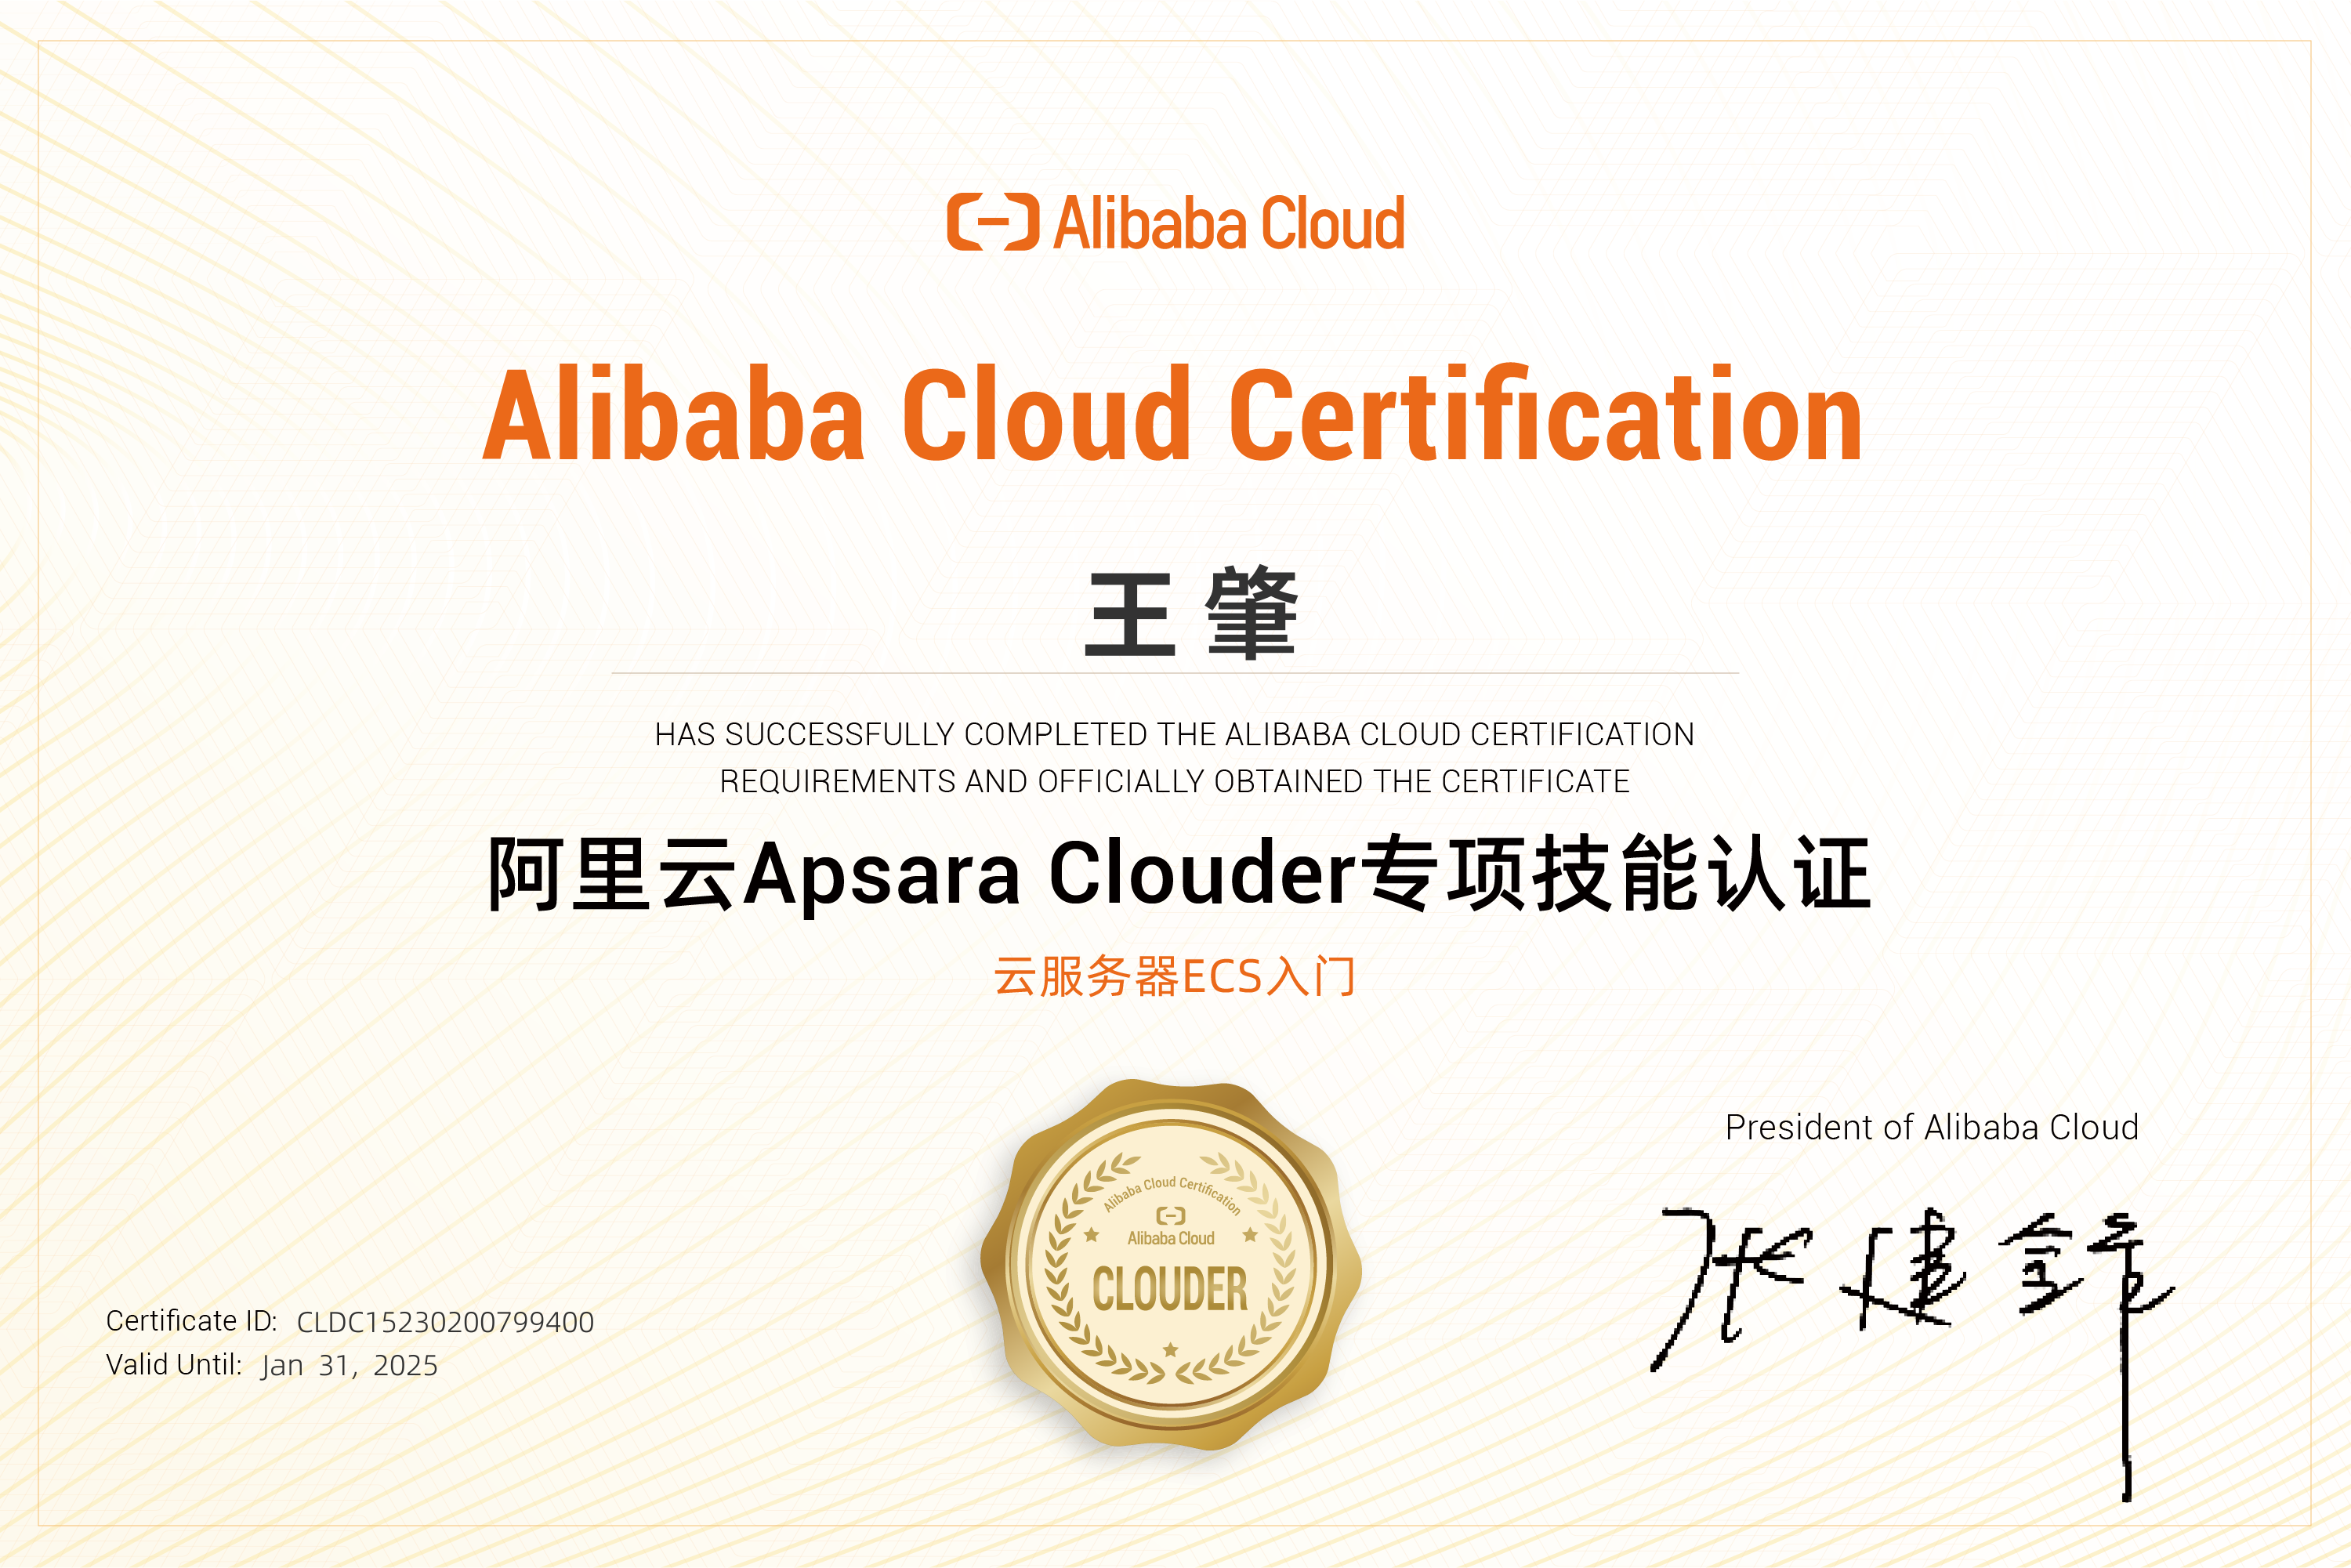 Alibaba Cloud
Alibaba Cloud Certification
王肇
HAS SUCCESSFULLY COMPLETED THE ALIBABA CLOUD CERTIFICATION
REQUIREMENTS AND OFFICIALLY OBTAINED THE CERTIFICATE
阿里云Apsara Clouder专项技能认证
云服务器ECS入门
Alibaba Cloud Certification
Alibaba Cloud
CLOUDER
President of Alibaba Cloud
张建锋
Certificate ID: CLDC15230200799400
Valid Until: Jan 31, 2025